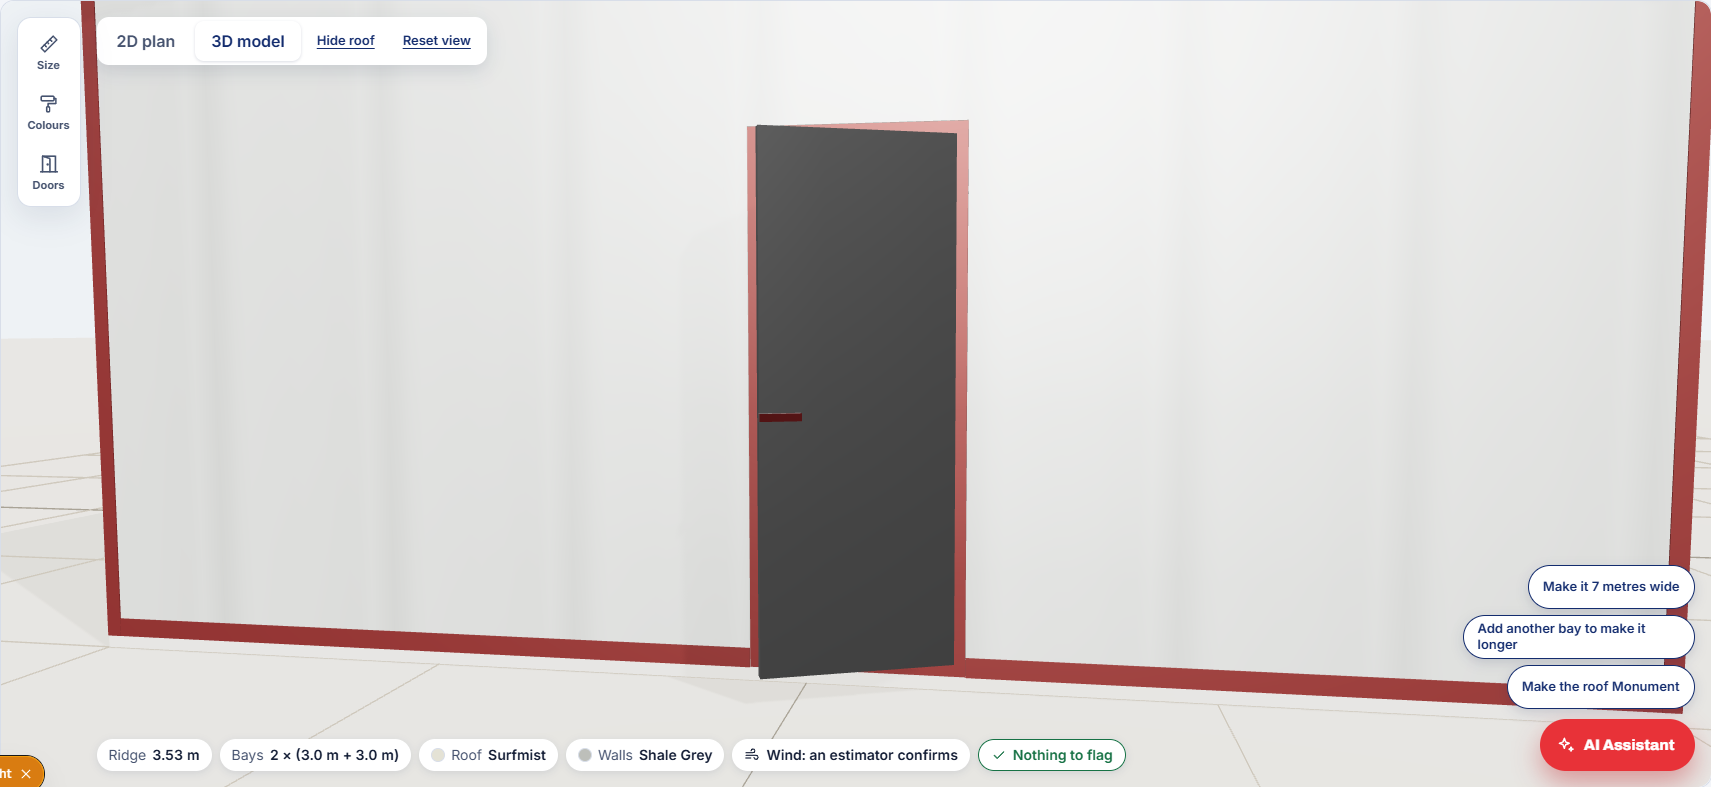 2D plan
3D model
Hide roof
Reset view
Size
Colours
Doors
Make it 7 metres wide
Add another bay to make it
longer
Make the roof Monument
AI Assistant
Ridge 3.53 m
Bays 2 × (3.0 m + 3.0 m)
Roof Surfmist
Walls Shale Grey
Wind: an estimator confirms
Nothing to flag